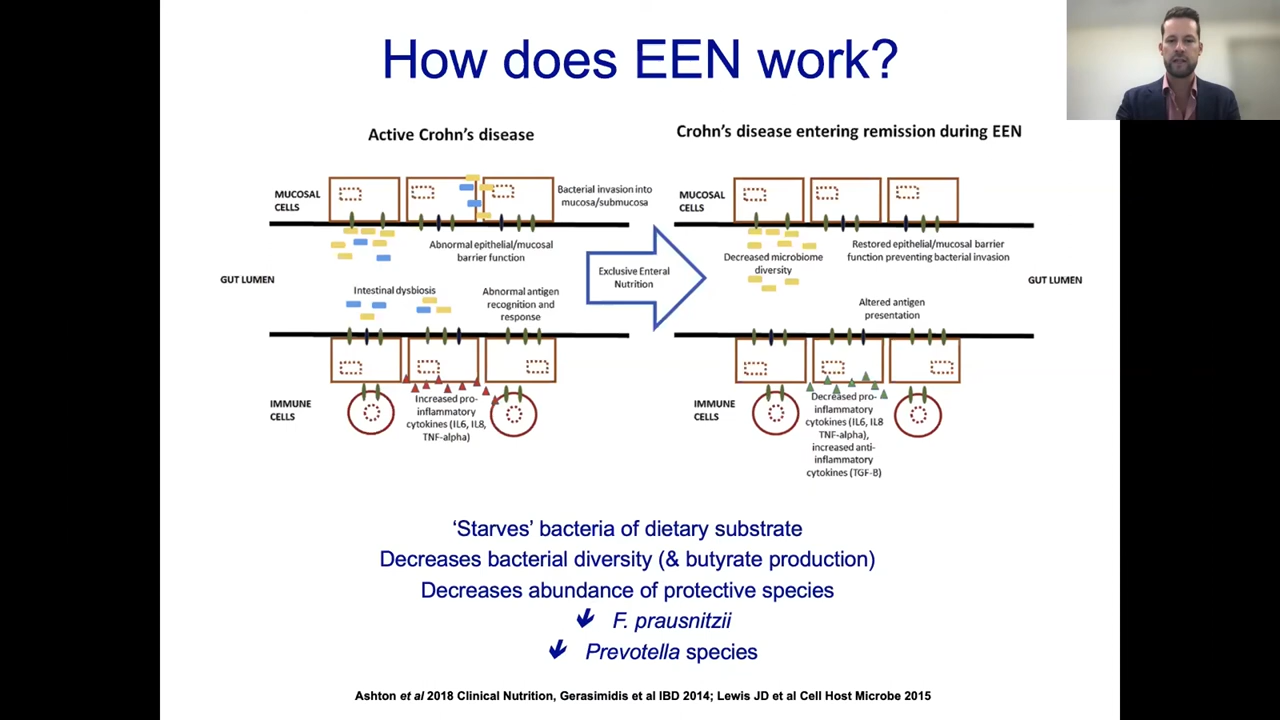 How does EEN work?
Active Crohn's disease
MUCOSAL
CELLS
Bacterial invasion into
mucosa/submucosa
Abnormal epithelial/mucosal
barrier function
GUT LUMEN
Intestinal dysbiosis
Abnormal antigen
recognition and
response
IMMUNE
CELLS
Increased pro-
inflammatory
cytokines (IL6, IL8,
TNF-alpha)
Exclusive Enteral
Nutrition
Crohn's disease entering remission during EEN
MUCOSAL
CELLS
Decreased microbiome
diversity
Restored epithelial/mucosal barrier
function preventing bacterial invasion
GUT LUMEN
Altered antigen
presentation
IMMUNE
CELLS
Decreased pro-
inflammatory
cytokines (IL6, IL8
TNF-alpha),
increased anti-
inflammatory
cytokines (TGF-B)
‘Starves’ bacteria of dietary substrate
Decreases bacterial diversity (& butyrate production)
Decreases abundance of protective species
↓ F. prausnitzii
↓ Prevotella species
Ashton et al 2018 Clinical Nutrition, Gerasimidis et al IBD 2014; Lewis JD et al Cell Host Microbe 2015